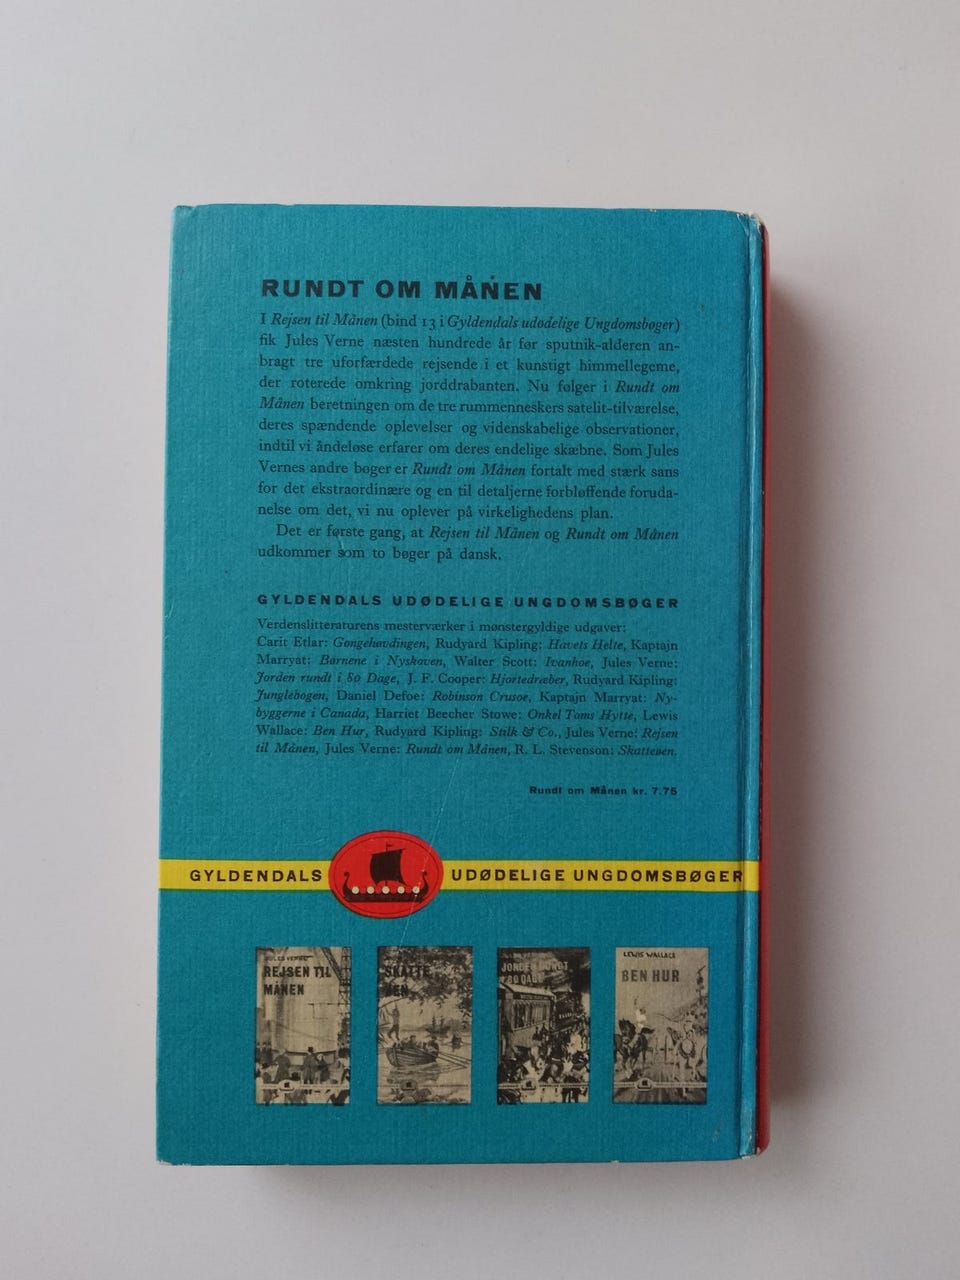 RUNDT OM MÅNEN
I Rejsen til Månen (bind 13 i Gyldendals udødelige Ungdomsbøger)
fik Jules Verne næsten hundrede år før sputnik-alderen an-
bragt tre uforfærdede rejsende i et kunstigt himmellegeme,
der roterede omkring jorddrabanten. Nu følger i Rundt om
Månen beretningen om de tre rummenneskers satelit-tilværelse,
deres spændende oplevelser og videnskabelige observationer,
indtil vi åndeløse erfarer om deres endelige skæbne. Som Jules
Vernes andre bøger er Rundt om Månen fortalt med stærk sans
for det ekstraordinære og en til detaljerne forbløffende foruda-
nelse om det, vi nu oplever på virkelighedens plan.
Det er første gang, at Rejsen til Månen og Rundt om Månen
udkommer som to bøger på dansk.
GYLDENDALS UDØDELIGE UNGDOMSBØGER
Verdenslitteraturens mesterværker i mønstergyldige udgaver:
Carit Etlar: Gøngehøvdingen, Rudyard Kipling: Havets Helte, Kaptajn
Marryat: Børnene i Nyskoven, Walter Scott: Ivanhoe, Jules Verne:
Jorden rundt i 80 Dage, J. F. Cooper: Hjortedræber, Rudyard Kipling:
Junglebogen, Daniel Defoe: Robinson Crusoe, Kaptajn Marryat: Ny-
byggerne i Canada, Harriet Beecher Stowe: Onkel Toms Hytte, Lewis
Wallace: Ben Hur, Rudyard Kipling: Stilk & Co., Jules Verne: Rejsen
til Månen, Jules Verne: Rundt om Månen, R. L. Stevenson: Skatteøen.
Rundt om Månen kr. 7.75
GYLDENDALS UDØDELIGE UNGDOMSBØGER
JULES VERNE
REJSEN TIL
MÅNEN
SKATTE
ØEN
JORDEN RUNDT
I 80 DAGE
LEWIS WALLACE
BEN HUR